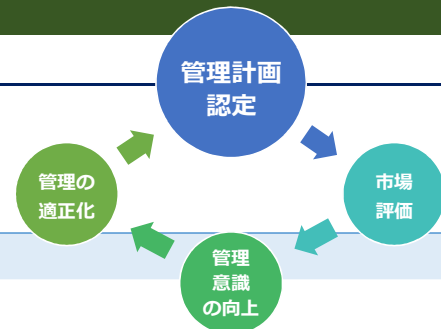 管理計画
認定
市場
評価
管理
意識
の向上
管理の
適正化